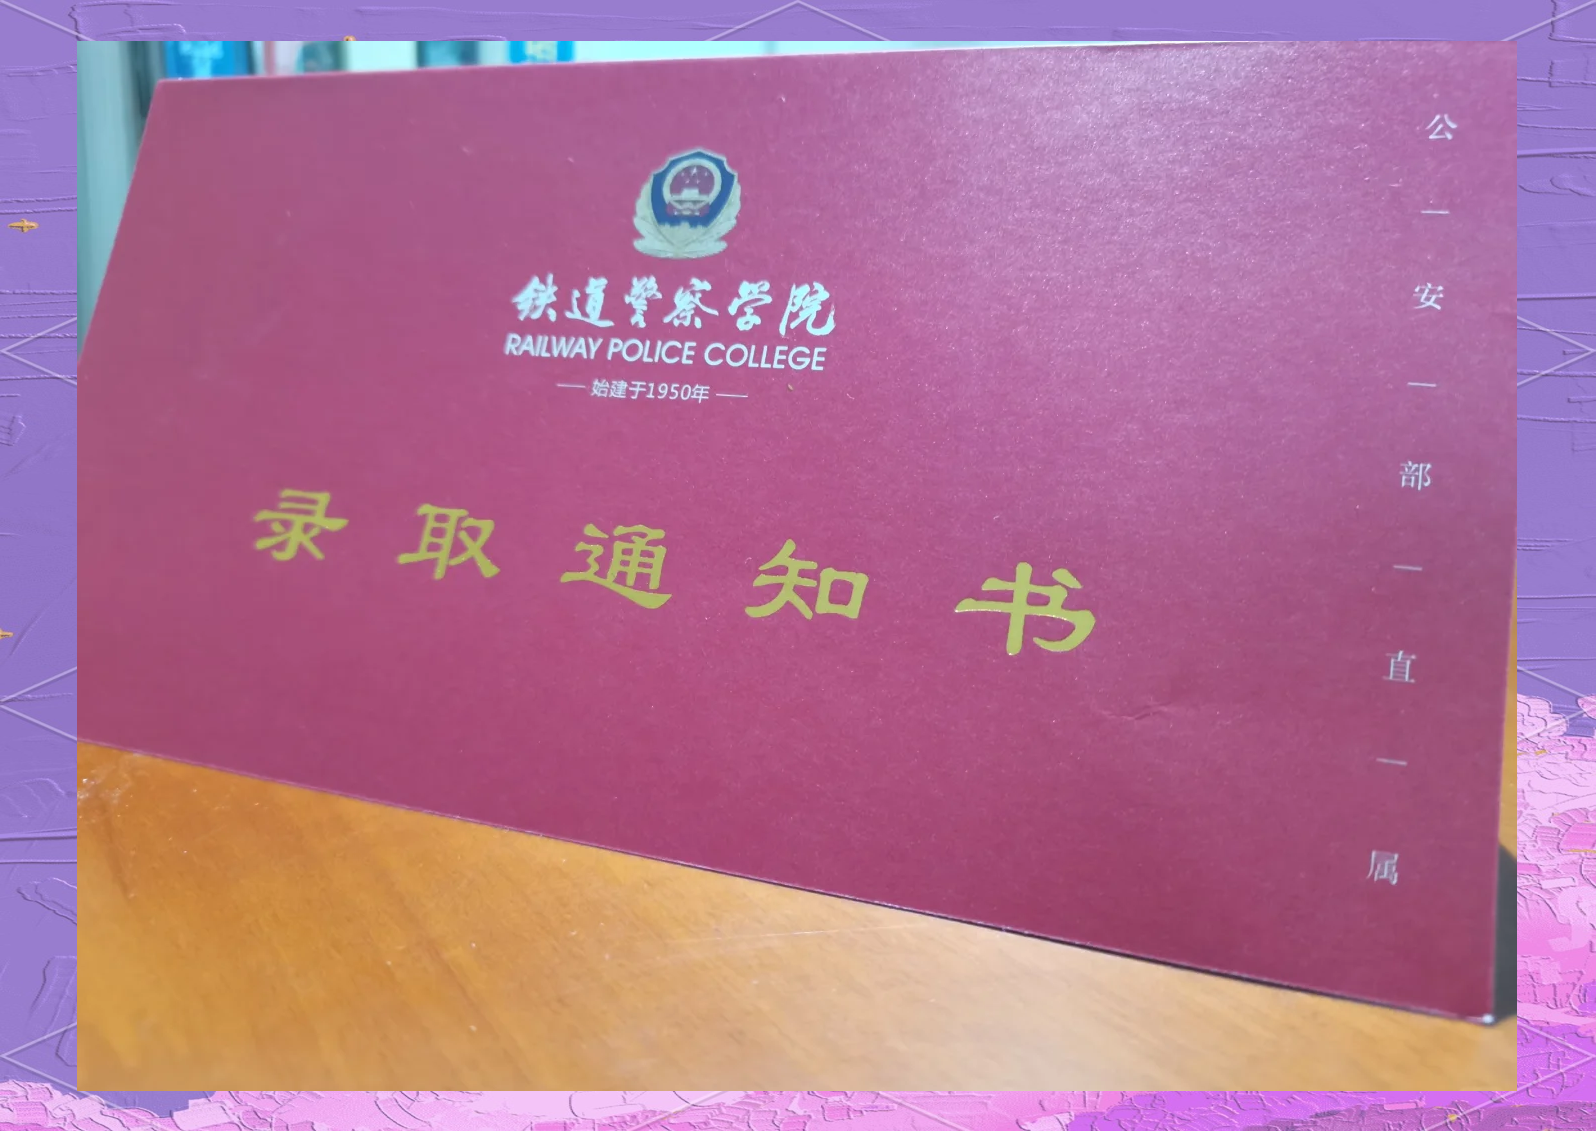 铁道警察学院
RAILWAY POLICE COLLEGE
— 始建于1950年 —
录取通知书
公—安—部—直—属